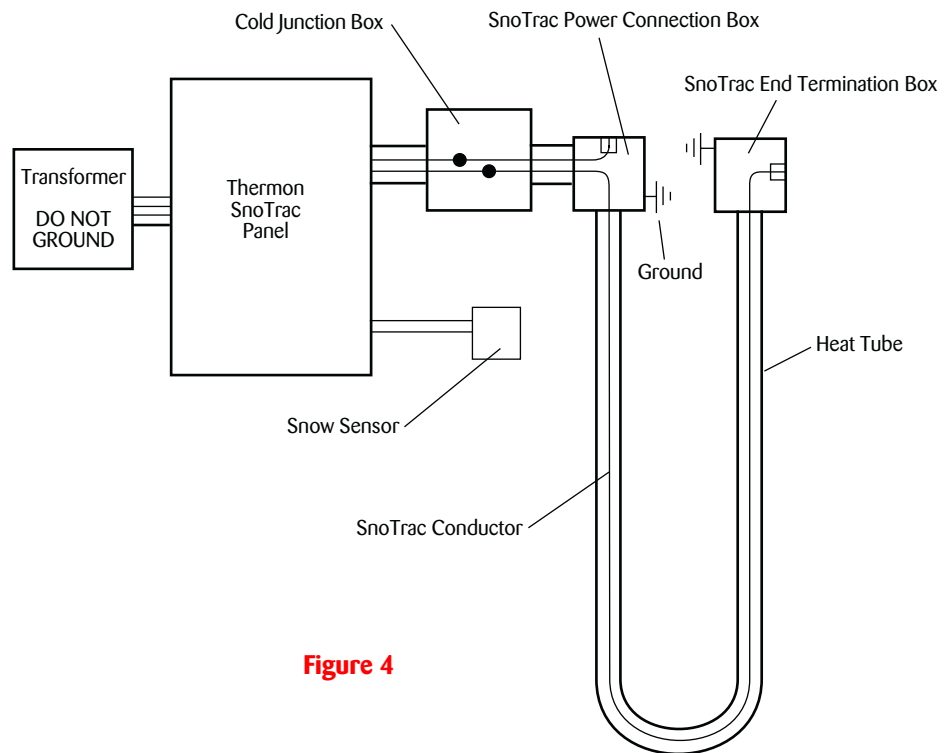 Cold Junction Box
SnoTrac Power Connection Box
SnoTrac End Termination Box
Transformer
DO NOT
GROUND
Thermon
SnoTrac
Panel
Ground
Heat Tube
Snow Sensor
SnoTrac Conductor
Figure 4